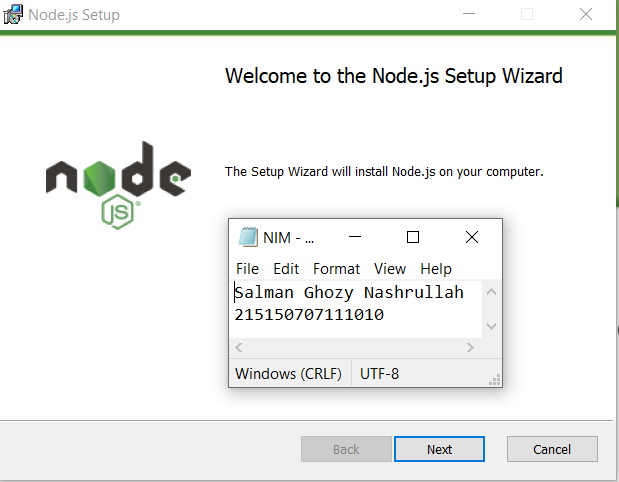 Node.js Setup
Welcome to the Node.js Setup Wizard
node
JS
The Setup Wizard will install Node.js on your computer.
NIM - ...
File Edit Format View Help
Salman Ghozy Nashrullah
215150707111010
Windows (CRLF) UTF-8
Back Next Cancel